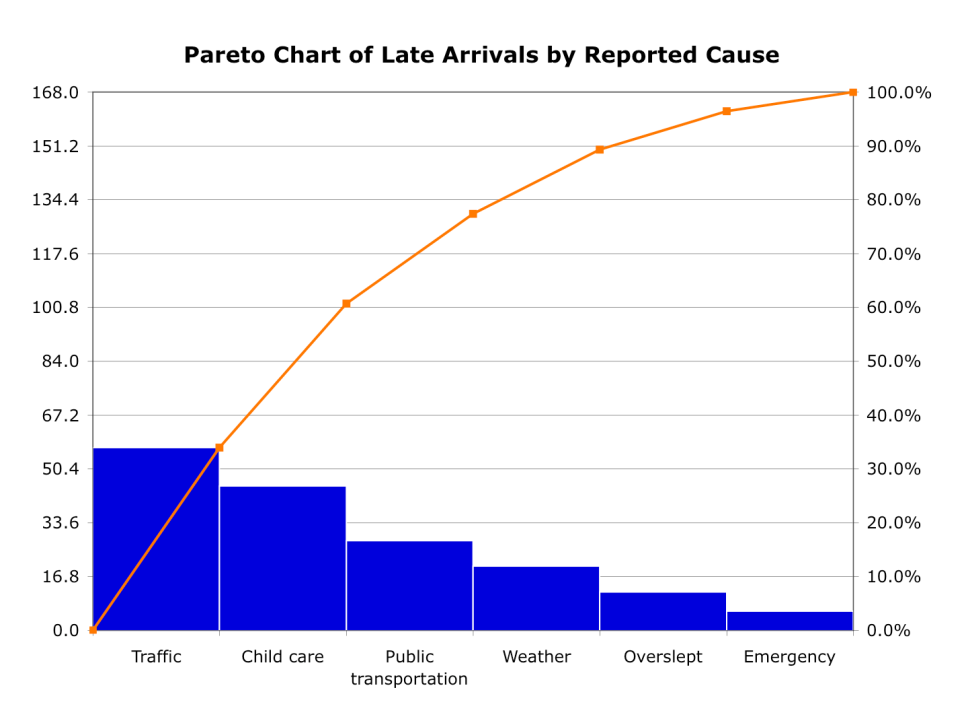 Pareto Chart of Late Arrivals by Reported Cause
168.0
151.2
134.4
117.6
100.8
84.0
67.2
50.4
33.6
16.8
0.0
100.0%
90.0%
80.0%
70.0%
60.0%
50.0%
40.0%
30.0%
20.0%
10.0%
0.0%
Traffic
Child care
Public
transportation
Weather
Overslept
Emergency